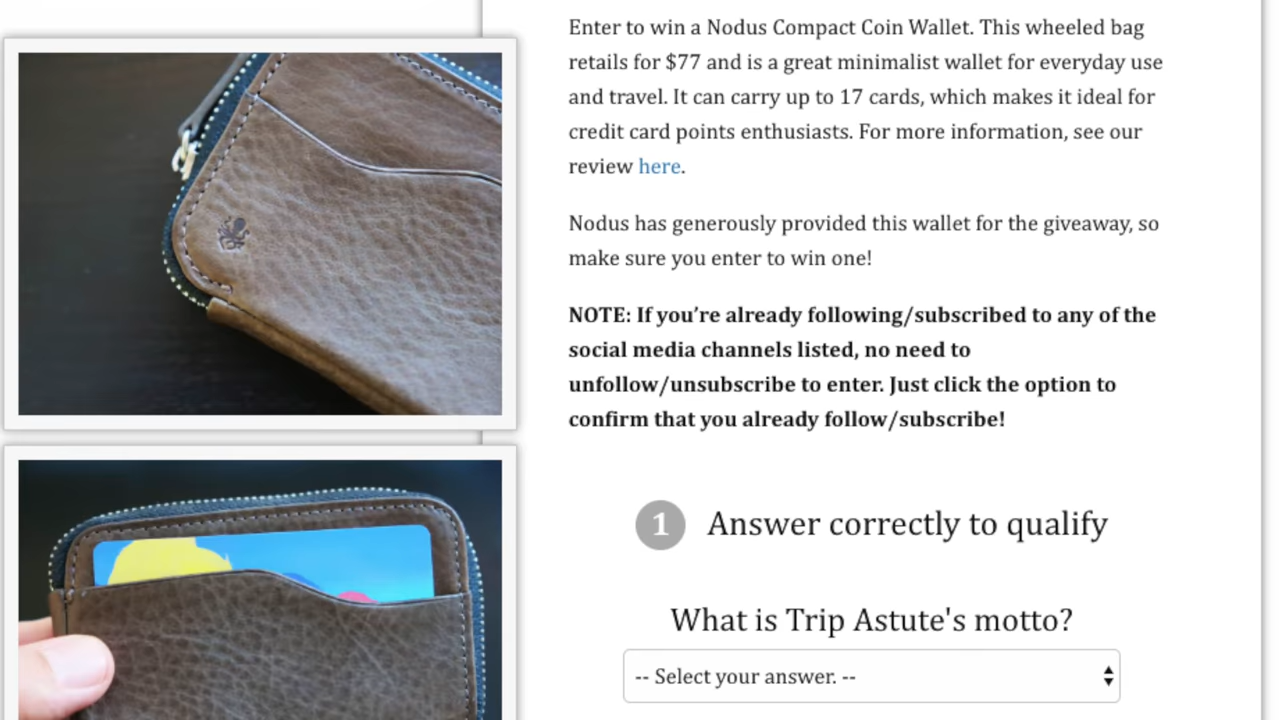 Enter to win a Nodus Compact Coin Wallet. This wheeled bag
retails for $77 and is a great minimalist wallet for everyday use
and travel. It can carry up to 17 cards, which makes it ideal for
credit card points enthusiasts. For more information, see our
review here.
Nodus has generously provided this wallet for the giveaway, so
make sure you enter to win one!
NOTE: If you’re already following/subscribed to any of the
social media channels listed, no need to
unfollow/unsubscribe to enter. Just click the option to
confirm that you already follow/subscribe!
1 Answer correctly to qualify
What is Trip Astute's motto?
-- Select your answer. --